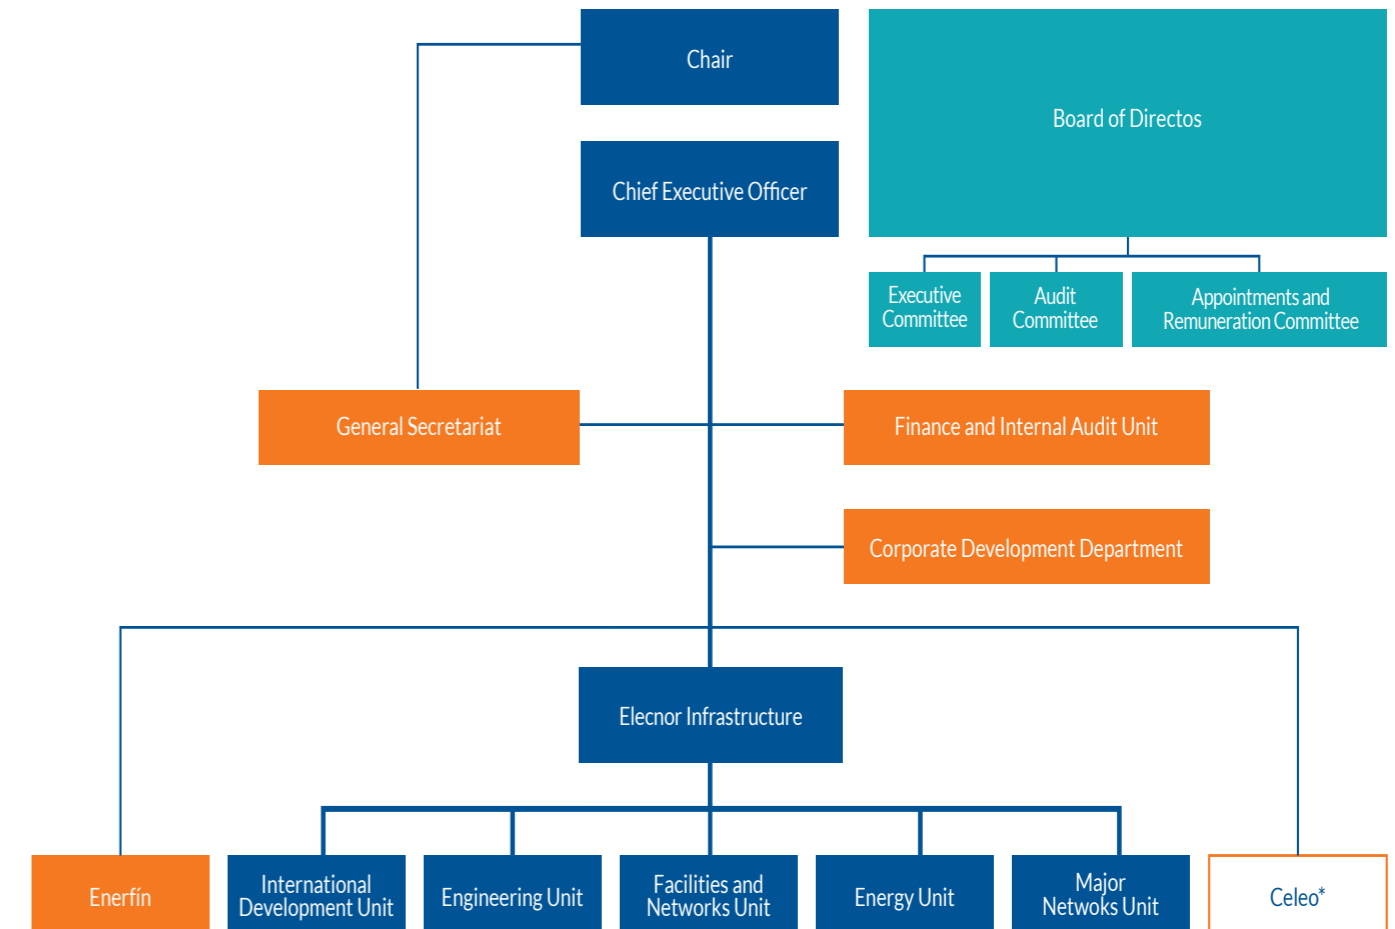 Chair
Board of Directos
Chief Executive Officer
Executive
Committee
Audit
Committee
Appointments and
Remuneration Committee
General Secretariat
Finance and Internal Audit Unit
Corporate Development Department
Elecnor Infrastructure
Enerfín
International
Development Unit
Engineering Unit
Facilities and
Networks Unit
Energy Unit
Major
Netwoks Unit
Celeo*